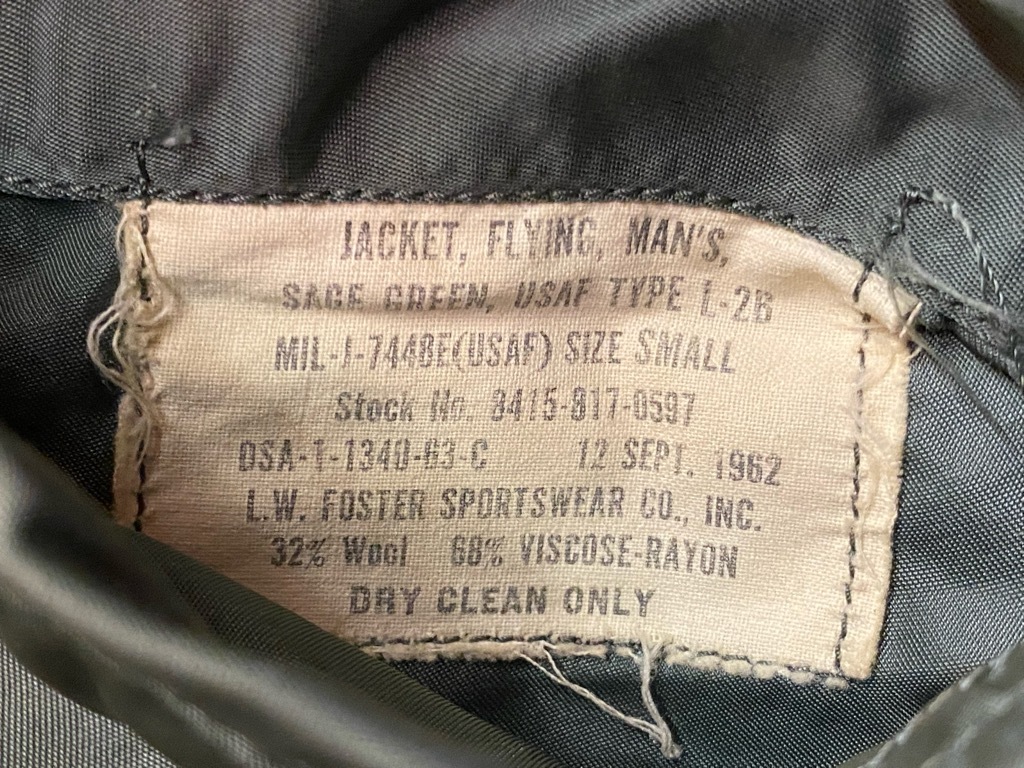 JACKET, FLYING, MAN'S,
SAGE GREEN, USAF TYPE L-2B
MIL-J-7448E(USAF) SIZE SMALL
Stock No. 8415-817-0597
DSA-1-1340-63-C 12 SEPT. 1962
L.W. FOSTER SPORTSWEAR CO., INC.
32% Wool 68% VISCOSE-RAYON
DRY CLEAN ONLY